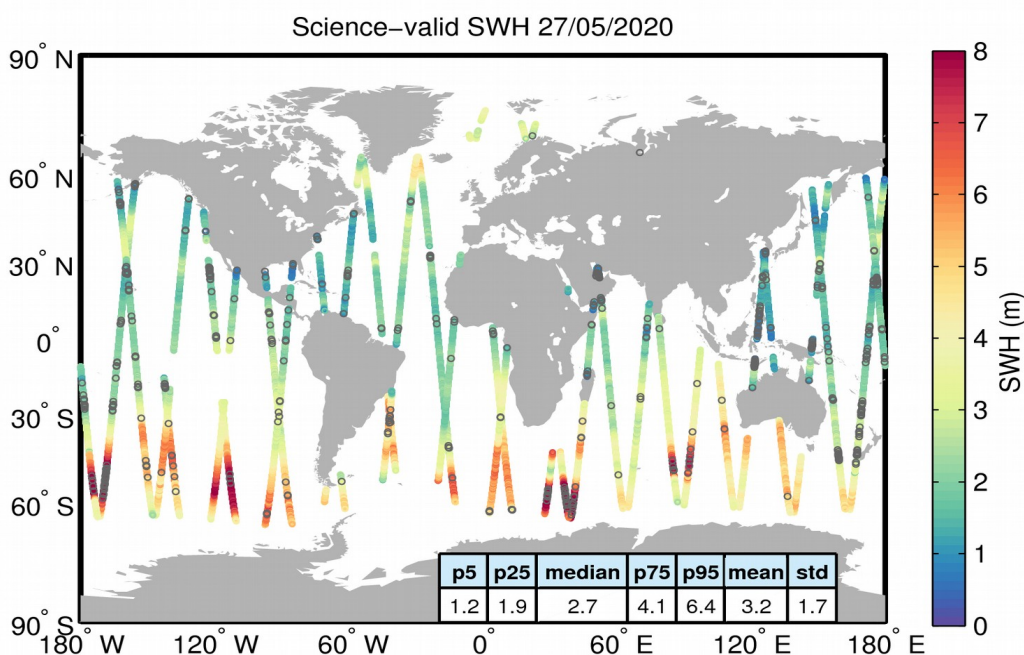 Science−valid SWH 27/05/2020
90° N
60° N
30° N
0°
30° S
60° S
90° S
180° W
120° W
60° W
0°
60° E
120° E
180° E
p5 p25 median p75 p95 mean std
1.2 1.9 2.7 4.1 6.4 3.2 1.7
8
7
6
5
4
3
2
1
0
SWH (m)